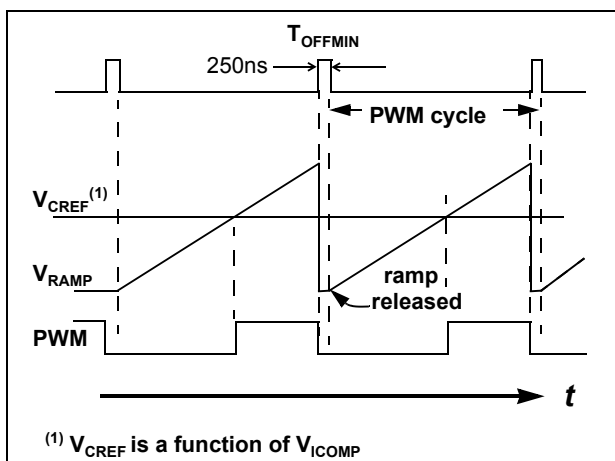 T_OFFMIN
250ns
PWM cycle
V_CREF^(1)
V_RAMP
ramp
released
PWM
t
(1) V_CREF is a function of V_ICOMP